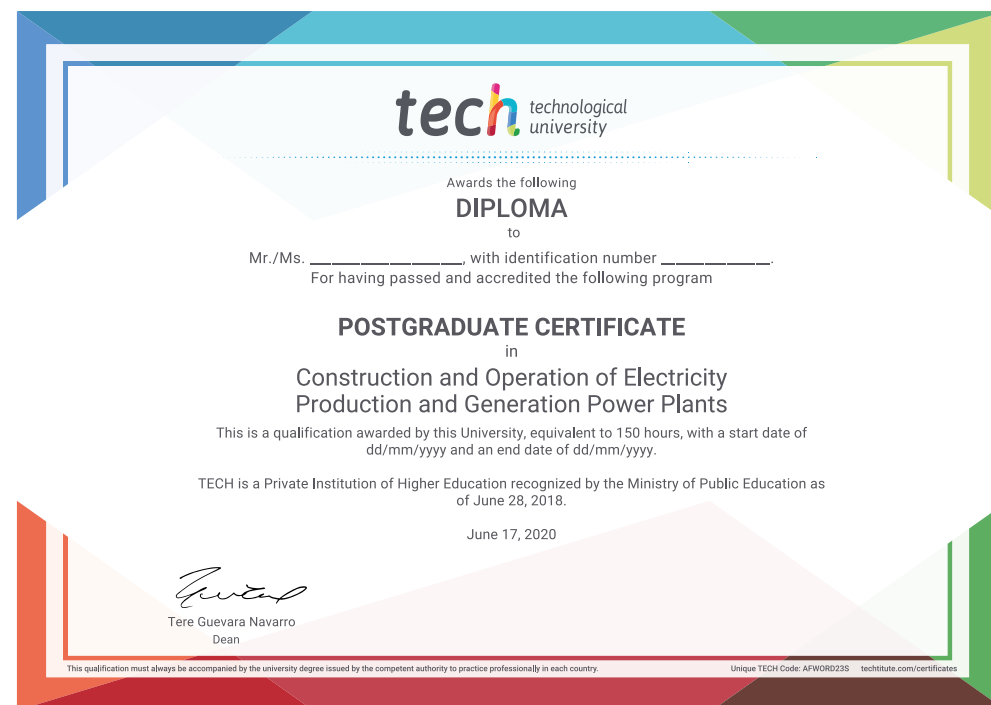 tech technological
university
Awards the following
DIPLOMA
to
Mr./Ms. ____________________, with identification number ______________.
For having passed and accredited the following program
POSTGRADUATE CERTIFICATE
in
Construction and Operation of Electricity
Production and Generation Power Plants
This is a qualification awarded by this University, equivalent to 150 hours, with a start date of
dd/mm/yyyy and an end date of dd/mm/yyyy.
TECH is a Private Institution of Higher Education recognized by the Ministry of Public Education as
of June 28, 2018.
June 17, 2020
Tere Guevara Navarro
Dean
This qualification must always be accompanied by the university degree issued by the competent authority to practice professionally in each country.
Unique TECH Code: AFWORD23S techtitute.com/certificates